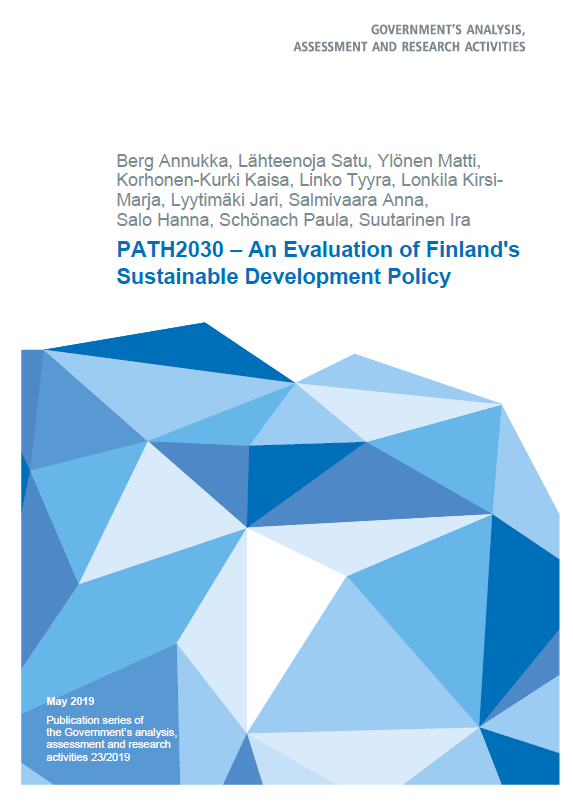 GOVERNMENT'S ANALYSIS,
ASSESSMENT AND RESEARCH ACTIVITIES
Berg Annukka, Lähteenoja Satu, Ylönen Matti,
Korhonen-Kurki Kaisa, Linko Tyyra, Lonkila Kirsi-
Marja, Lyytimäki Jari, Salmivaara Anna,
Salo Hanna, Schönach Paula, Suutarinen Ira
PATH2030 – An Evaluation of Finland's
Sustainable Development Policy
May 2019
Publication series of
the Government's analysis,
assessment and research
activities 23/2019